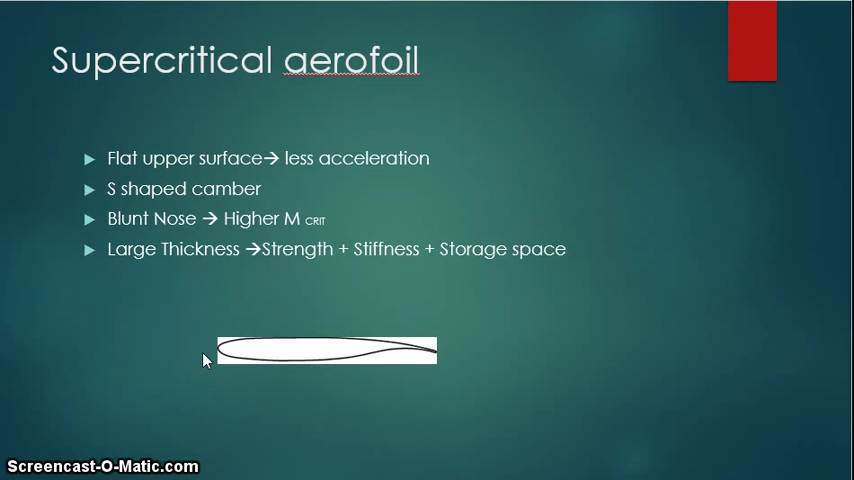 Supercritical aerofoil
Flat upper surface→ less acceleration
S shaped camber
Blunt Nose → Higher M CRIT
Large Thickness →Strength + Stiffness + Storage space
Screencast-O-Matic.com